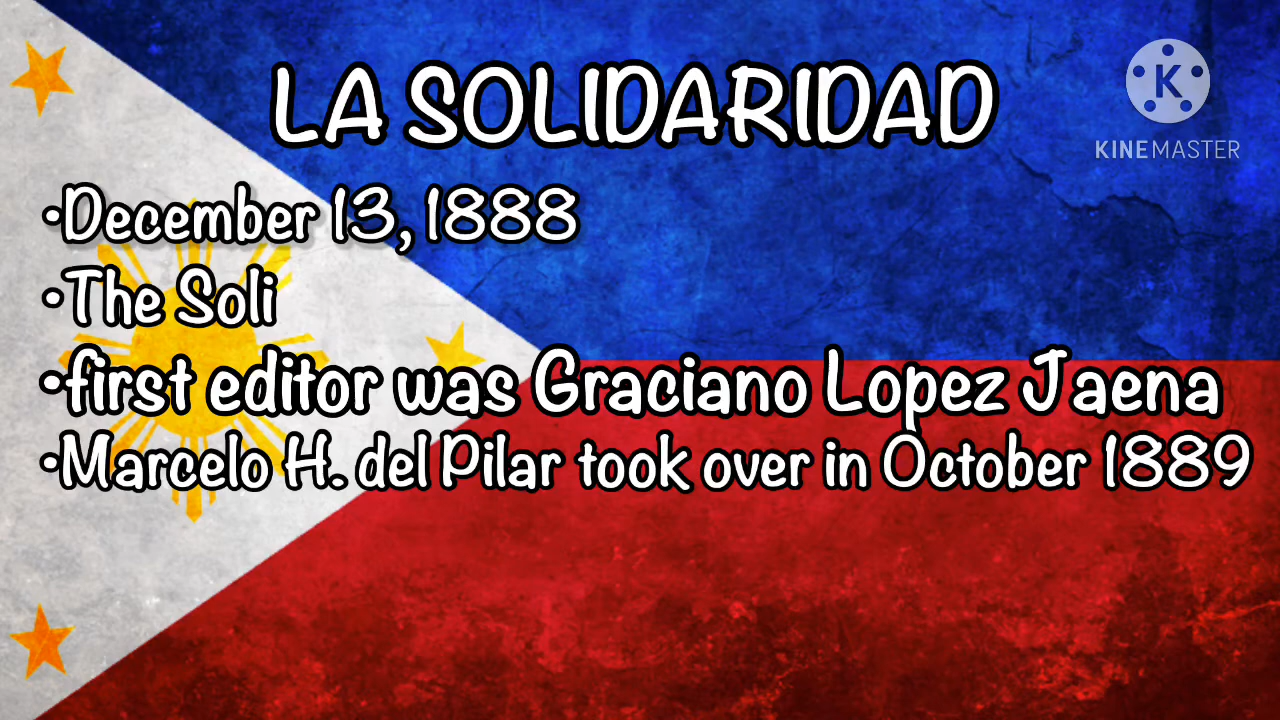 LA SOLIDARIDAD
K
KINEMASTER
•December 13, 1888
•The Soli
•first editor was Graciano Lopez Jaena
•Marcelo H. del Pilar took over in October 1889